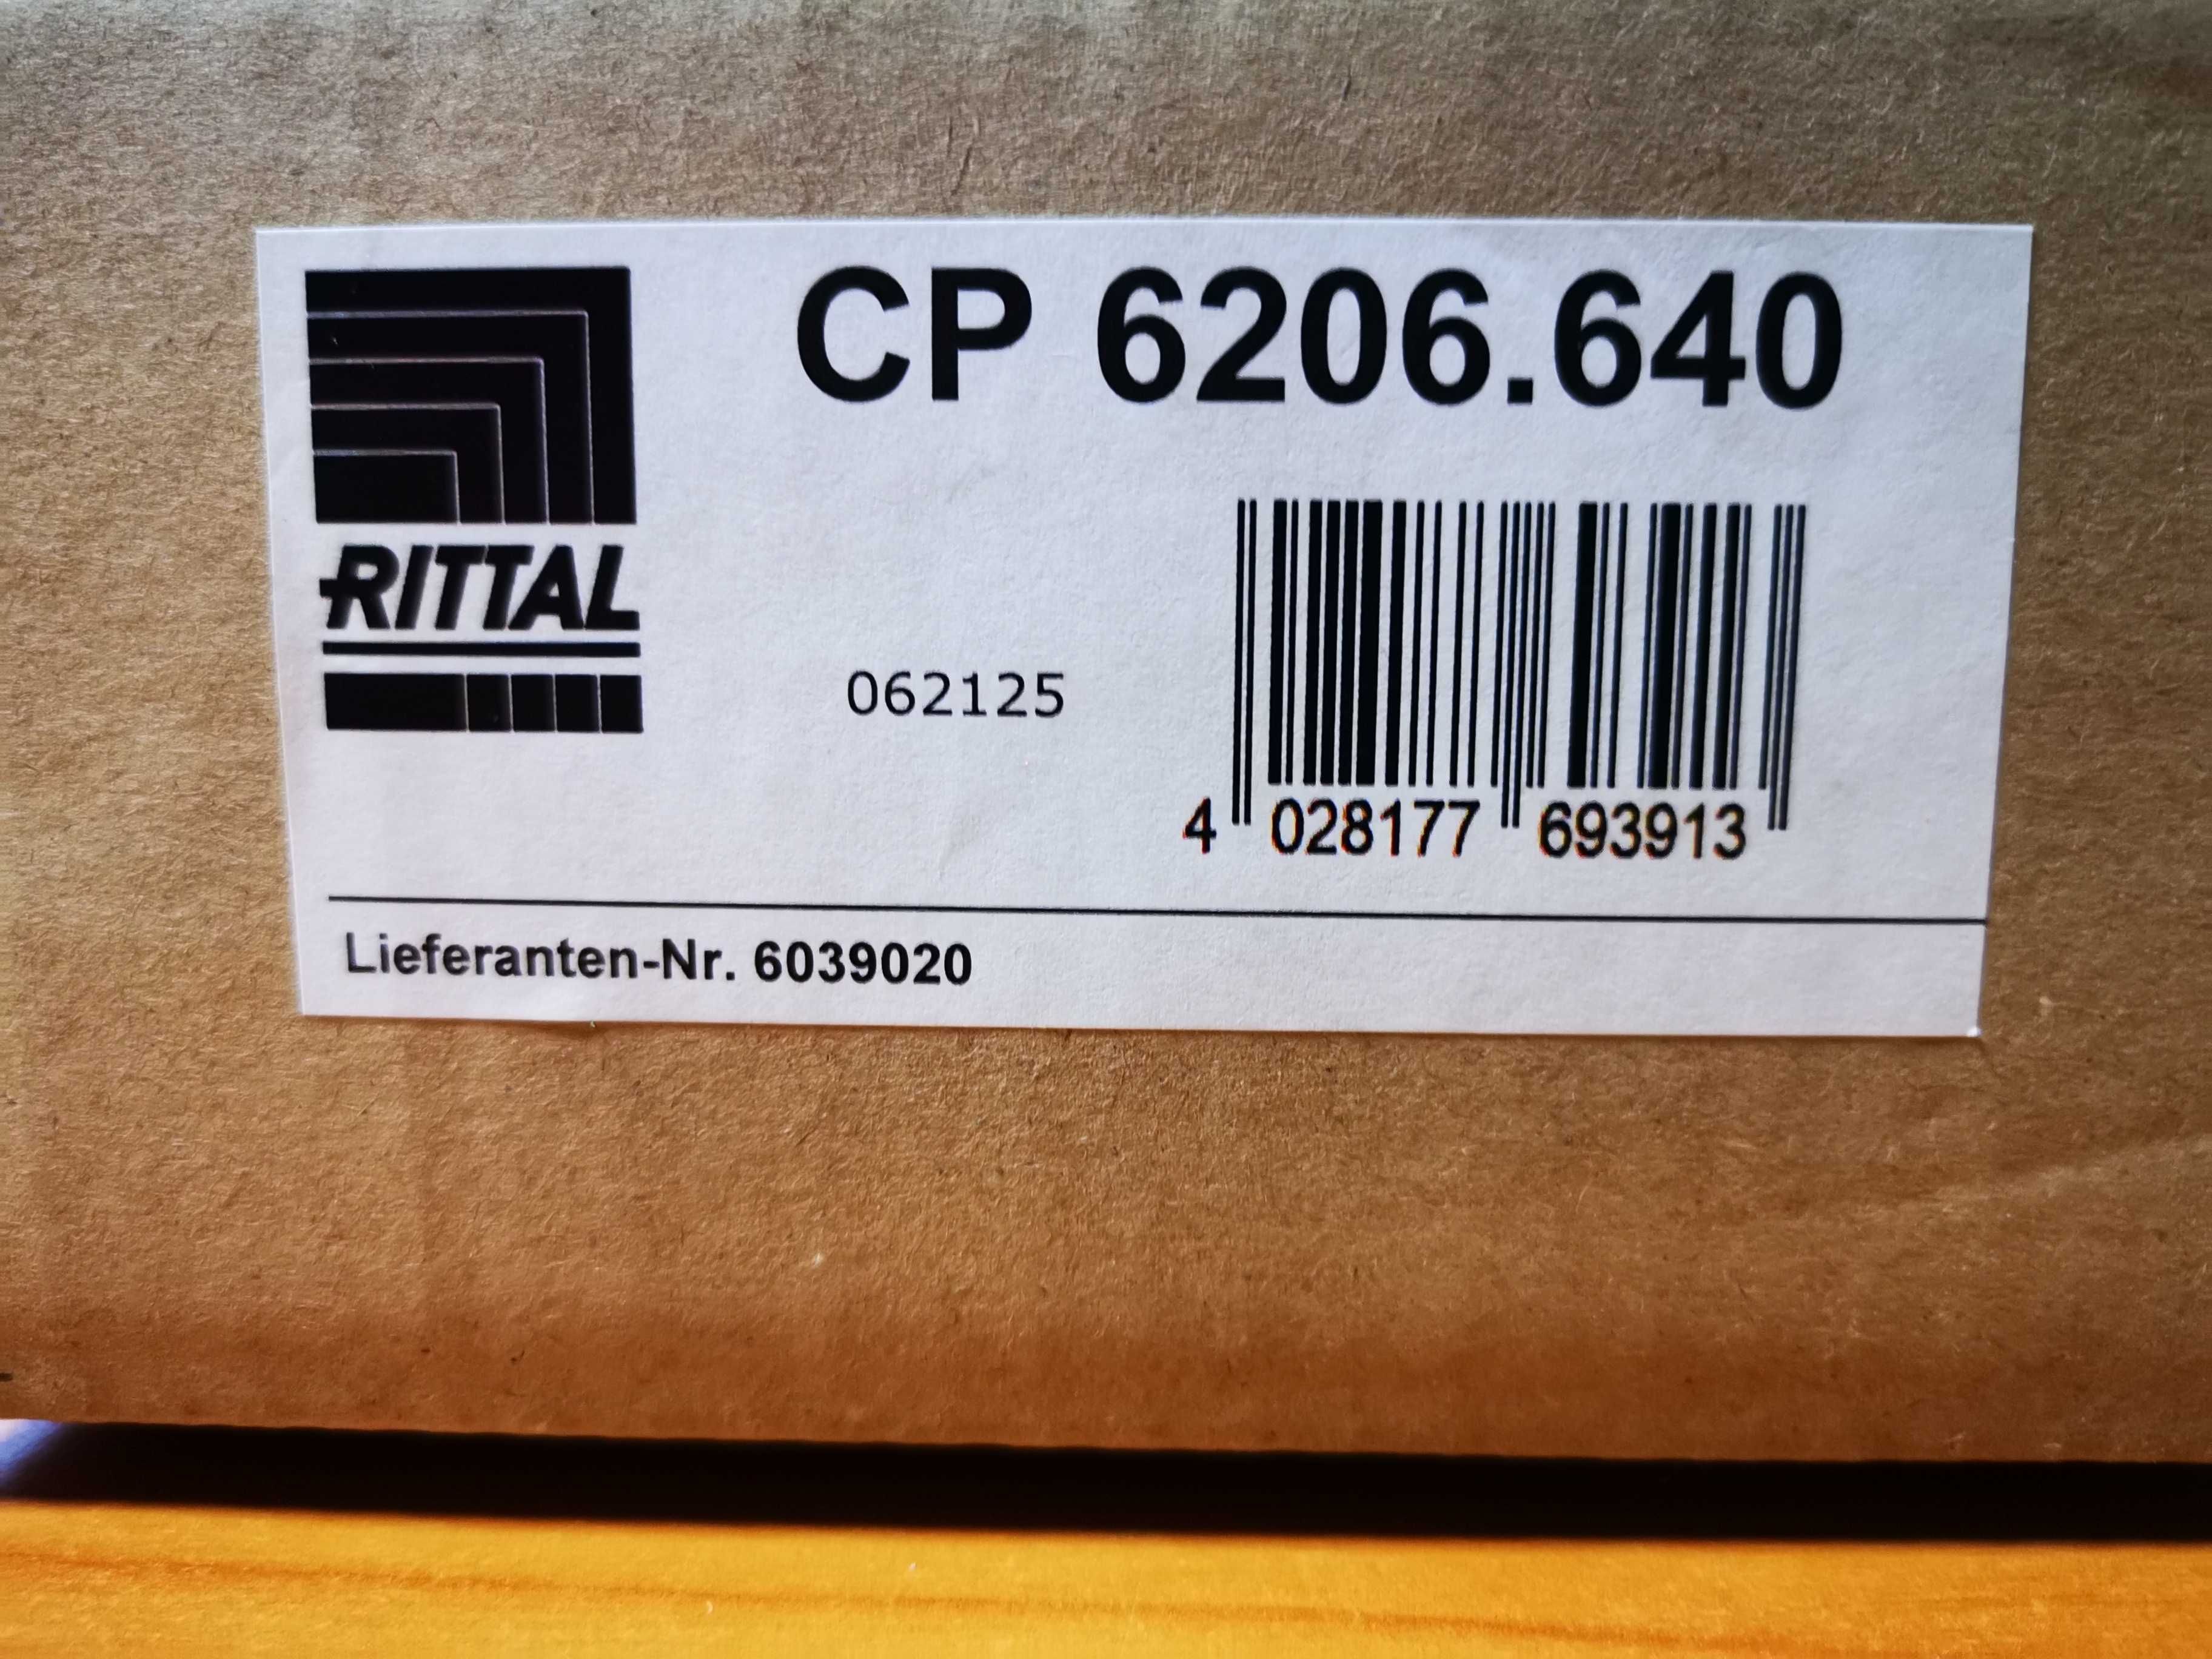 CP 6206.640
RITTAL
062125
4 028177 693913
Lieferanten-Nr. 6039020